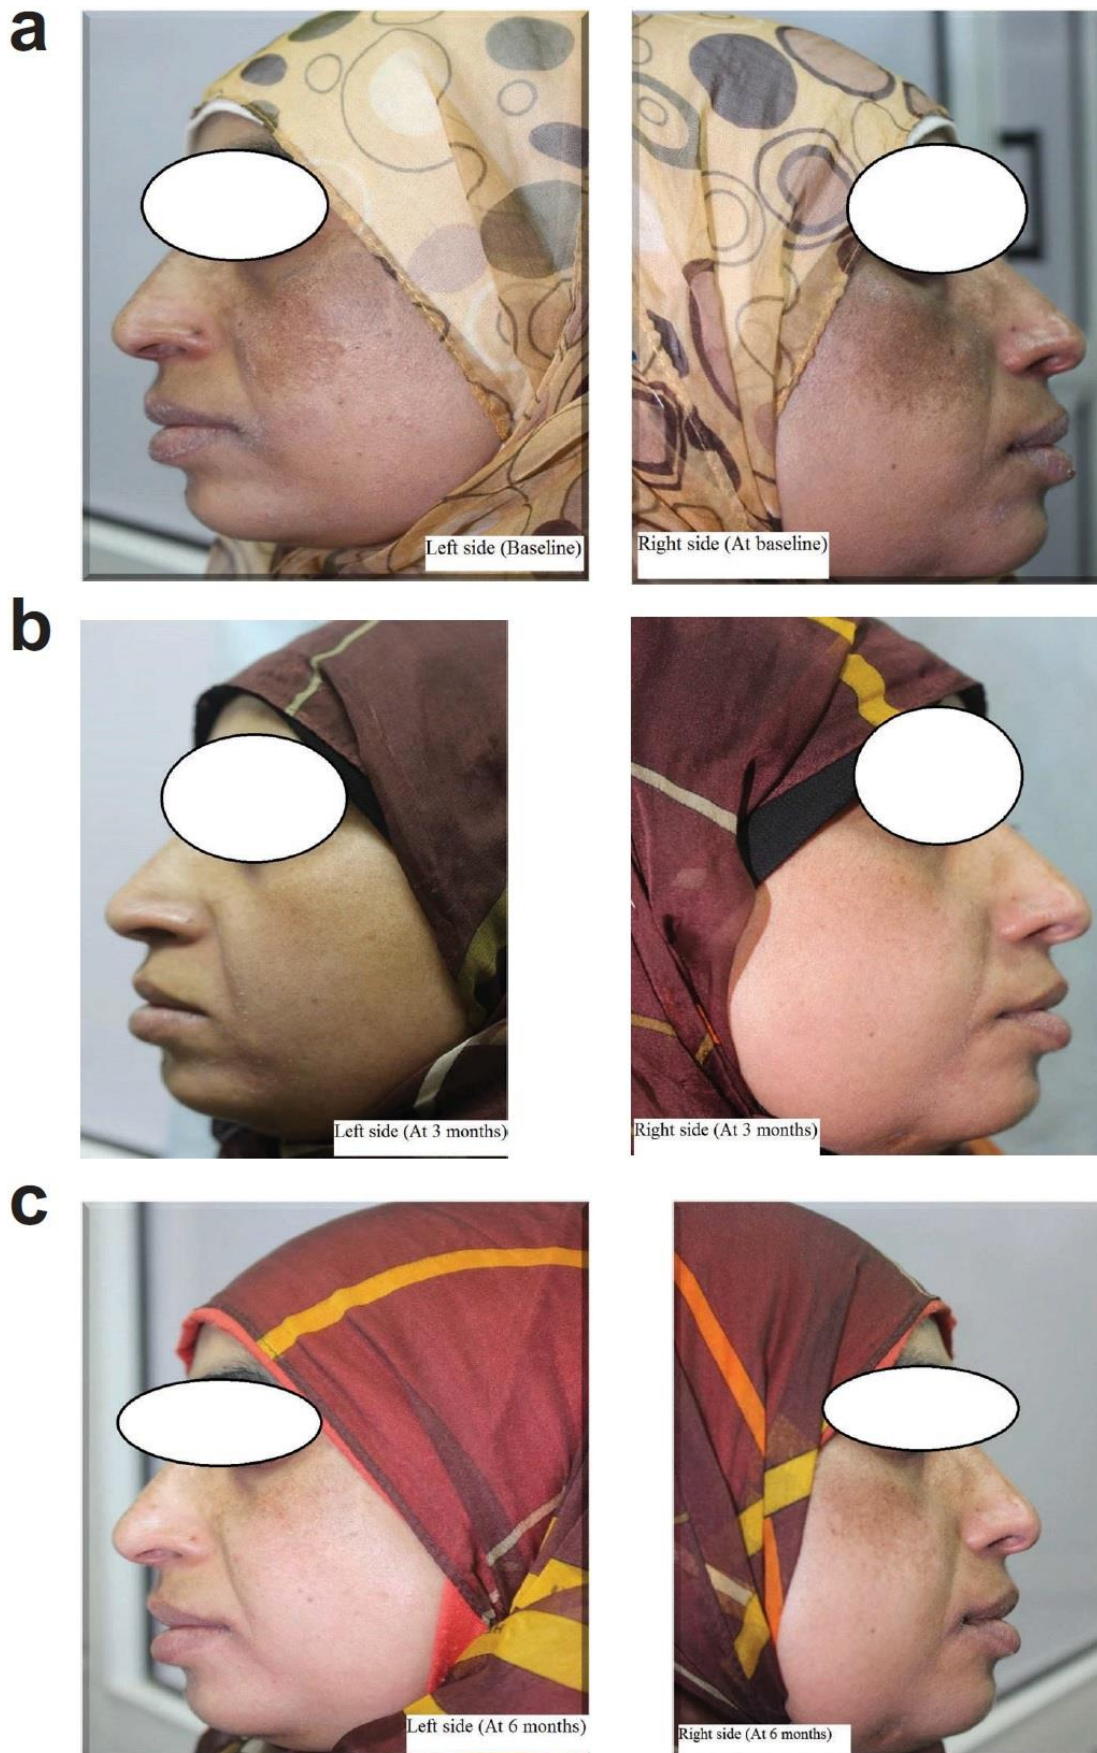 a
Left side (Baseline)
Right side (At baseline)
b
Left side (At 3 months)
Right side (At 3 months)
c
Left side (At 6 months)
Right side (At 6 months)